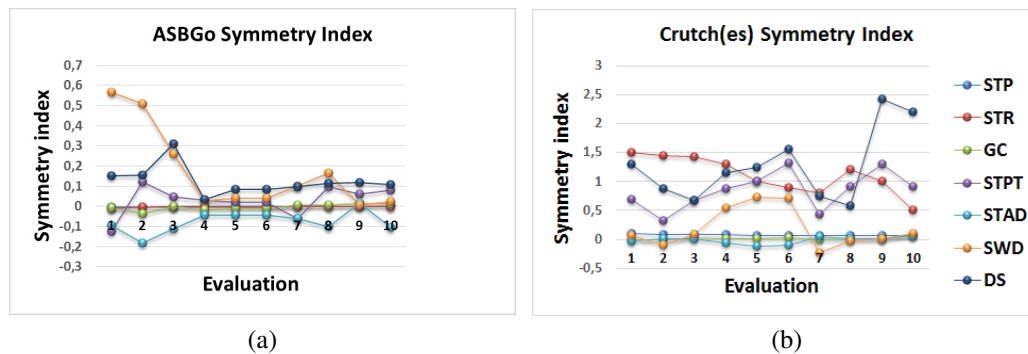 ASBGo Symmetry Index
0,7
0,6
0,5
0,4
0,3
0,2
0,1
0
-0,1
-0,2
-0,3
Symmetry index
1 2 3 4 5 6 7 8 9 10
Evaluation
(a)
Crutch(es) Symmetry Index
3
2,5
2
1,5
1
0,5
0
-0,5
Symmetry index
1 2 3 4 5 6 7 8 9 10
Evaluation
STP
STR
GC
STPT
STAD
SWD
DS
(b)